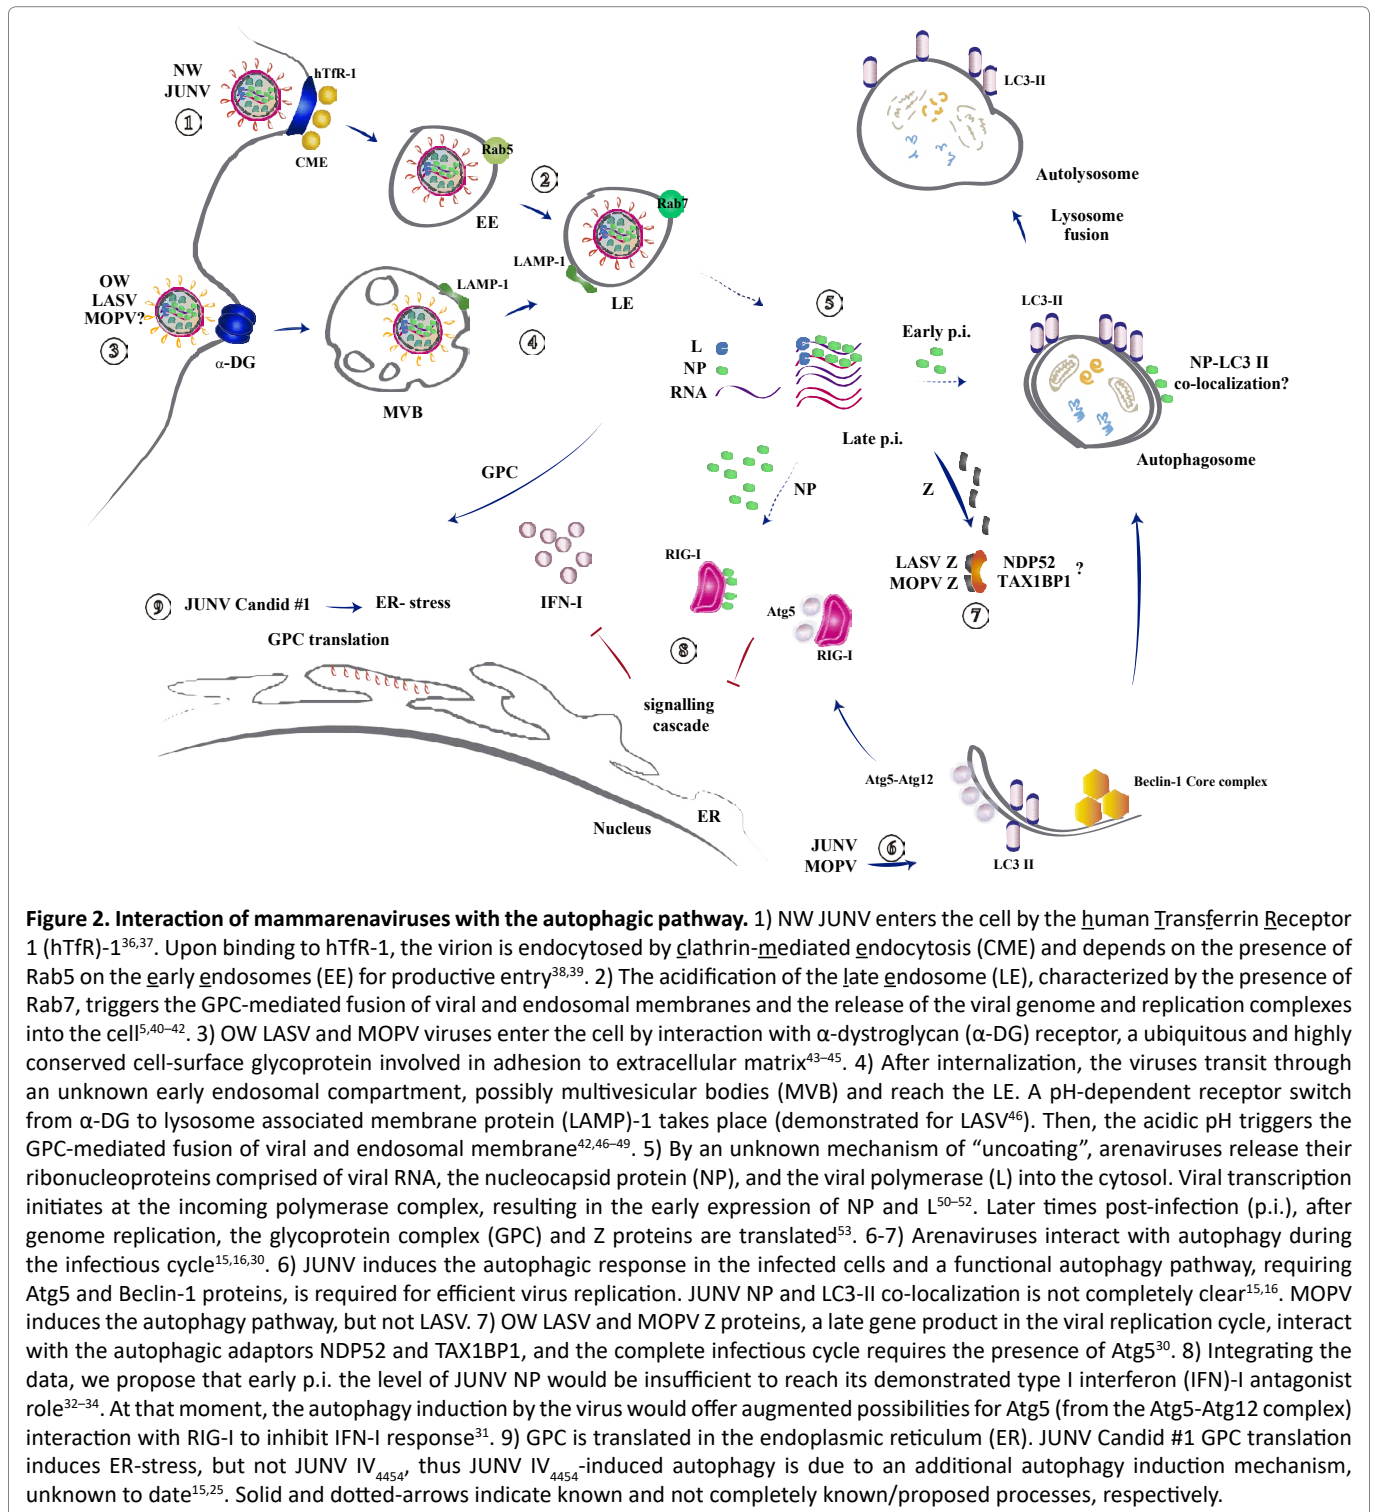 NW
JUNV
1
hTfR-1
CME
Rab5
EE
2
Rab7
LAMP-1
LE
OW
LASV
MOPV?
3
α-DG
LAMP-1
MVB
4
LC3-II
Autolysosome
Lysosome
fusion
5
L
NP
RNA
Early p.i.
Late p.i.
LC3-II
NP-LC3 II
co-localization?
Autophagosome
GPC
NP
Z
IFN-I
RIG-I
LASV Z
MOPV Z
NDP52
TAX1BP1
?
7
9
JUNV Candid #1
ER- stress
GPC translation
8
Atg5
RIG-I
signalling
cascade
Atg5-Atg12
Beclin-1 Core complex
LC3 II
JUNV
MOPV
6
Nucleus
ER
Figure 2. Interaction of mammarenaviruses with the autophagic pathway. 1) NW JUNV enters the cell by the human Transferrin Receptor
1 (hTfR)-136,37. Upon binding to hTfR-1, the virion is endocytosed by clathrin-mediated endocytosis (CME) and depends on the presence of
Rab5 on the early endosomes (EE) for productive entry38,39. 2) The acidification of the late endosome (LE), characterized by the presence of
Rab7, triggers the GPC-mediated fusion of viral and endosomal membranes and the release of the viral genome and replication complexes
into the cell5,40–42. 3) OW LASV and MOPV viruses enter the cell by interaction with α-dystroglycan (α-DG) receptor, a ubiquitous and highly
conserved cell-surface glycoprotein involved in adhesion to extracellular matrix43–45. 4) After internalization, the viruses transit through
an unknown early endosomal compartment, possibly multivesicular bodies (MVB) and reach the LE. A pH-dependent receptor switch
from α-DG to lysosome associated membrane protein (LAMP)-1 takes place (demonstrated for LASV46). Then, the acidic pH triggers the
GPC-mediated fusion of viral and endosomal membrane42,46–49. 5) By an unknown mechanism of “uncoating”, arenaviruses release their
ribonucleoproteins comprised of viral RNA, the nucleocapsid protein (NP), and the viral polymerase (L) into the cytosol. Viral transcription
initiates at the incoming polymerase complex, resulting in the early expression of NP and L50–52. Later times post-infection (p.i.), after
genome replication, the glycoprotein complex (GPC) and Z proteins are translated53. 6-7) Arenaviruses interact with autophagy during
the infectious cycle15,16,30. 6) JUNV induces the autophagic response in the infected cells and a functional autophagy pathway, requiring
Atg5 and Beclin-1 proteins, is required for efficient virus replication. JUNV NP and LC3-II co-localization is not completely clear15,16. MOPV
induces the autophagy pathway, but not LASV. 7) OW LASV and MOPV Z proteins, a late gene product in the viral replication cycle, interact
with the autophagic adaptors NDP52 and TAX1BP1, and the complete infectious cycle requires the presence of Atg530. 8) Integrating the
data, we propose that early p.i. the level of JUNV NP would be insufficient to reach its demonstrated type I interferon (IFN)-I antagonist
role32–34. At that moment, the autophagy induction by the virus would offer augmented possibilities for Atg5 (from the Atg5-Atg12 complex)
interaction with RIG-I to inhibit IFN-I response31. 9) GPC is translated in the endoplasmic reticulum (ER). JUNV Candid #1 GPC translation
induces ER-stress, but not JUNV IV4454, thus JUNV IV4454-induced autophagy is due to an additional autophagy induction mechanism,
unknown to date15,25. Solid and dotted-arrows indicate known and not completely known/proposed processes, respectively.